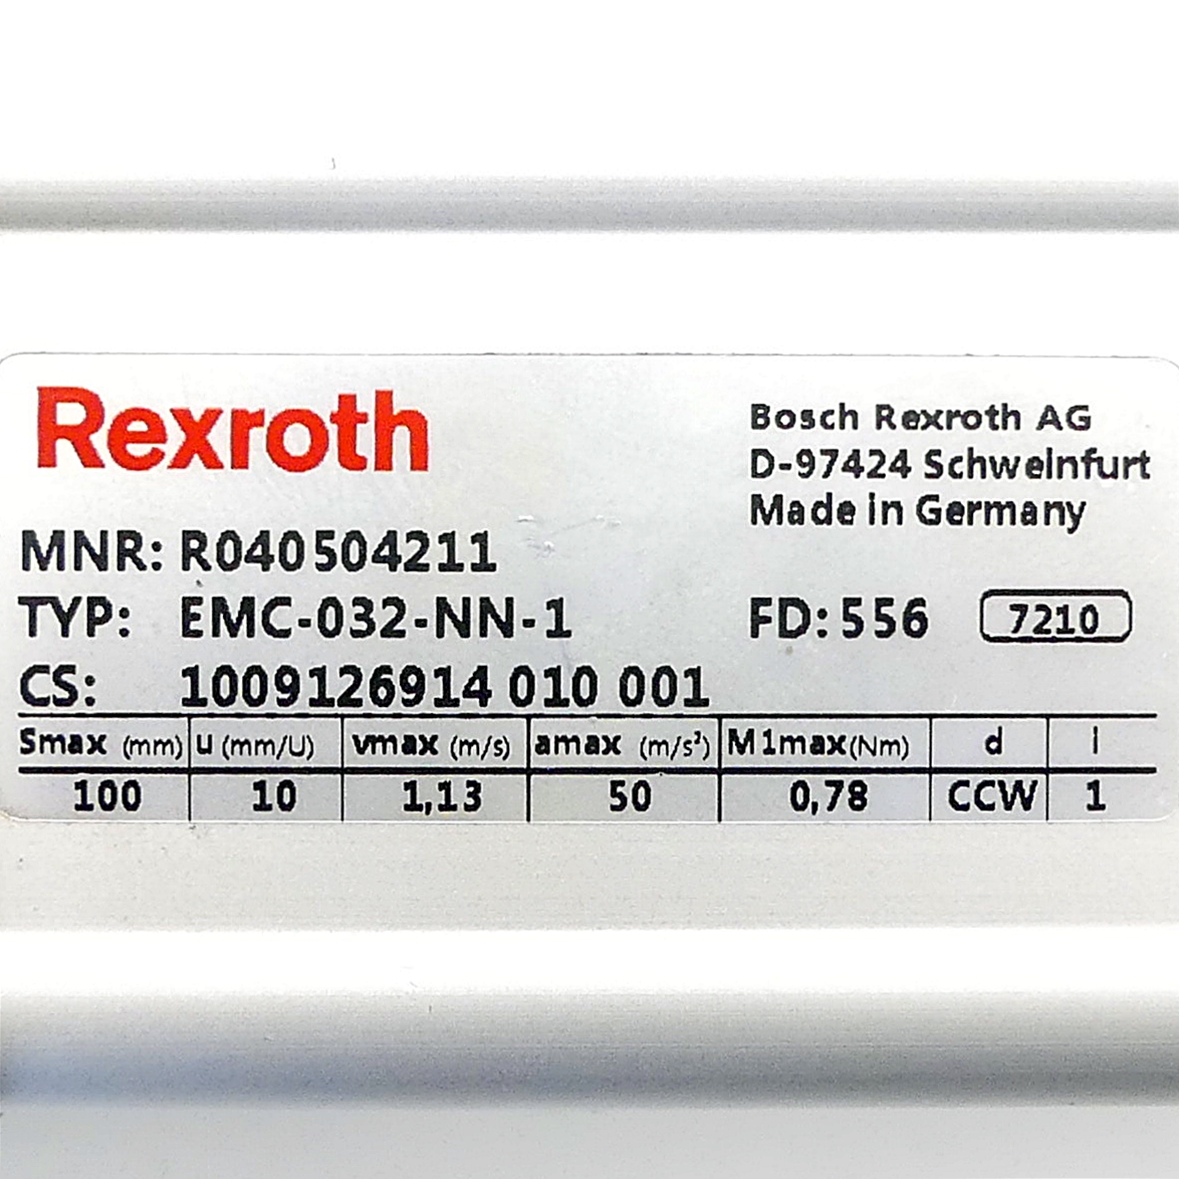 Rexroth
Bosch Rexroth AG
D-97424 Schweinfurt
Made in Germany
MNR: R040504211
TYP: EMC-032-NN-1
FD: 556 7210
CS: 1009126914 010 001
Smax (mm) u (mm/U) vmax (m/s) amax (m/s²) M1max(Nm) d i
100 10 1,13 50 0,78 CCW 1